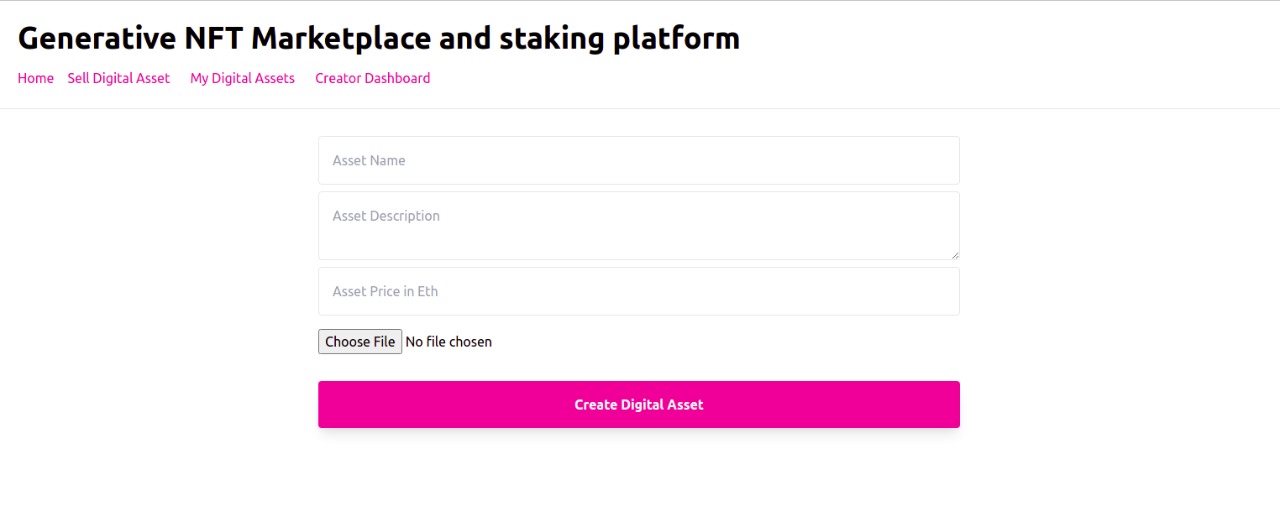 Generative NFT Marketplace and staking platform
Home Sell Digital Asset My Digital Assets Creator Dashboard
Asset Name
Asset Description
Asset Price in Eth
Choose File No file chosen
Create Digital Asset